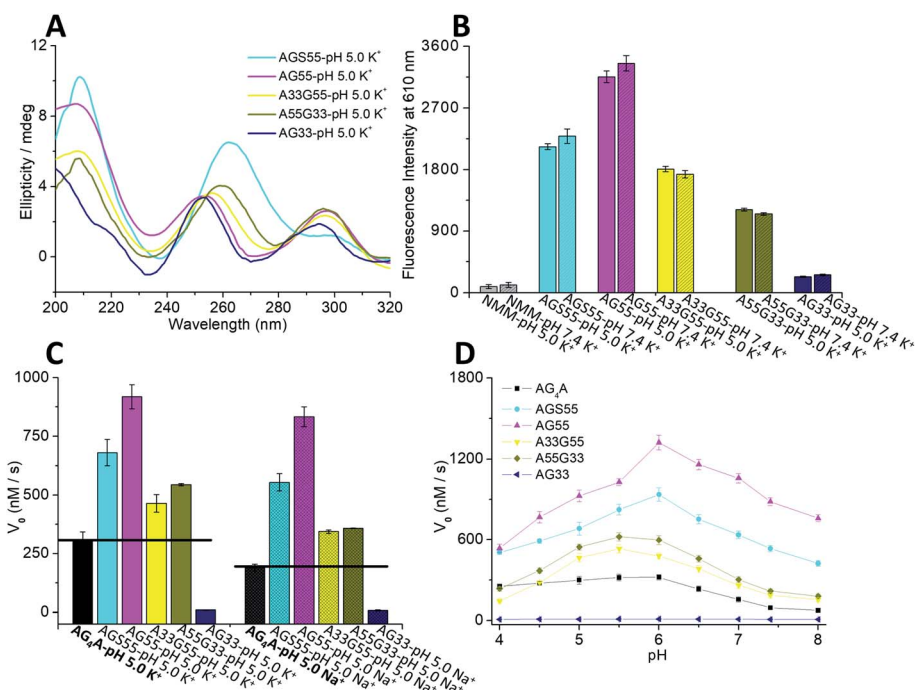 A
12
8
4
0
Ellipticity / mdeg
200 220 240 260 280 300 320
Wavelength (nm)
AGS55-pH 5.0 K⁺
AG55-pH 5.0 K⁺
A33G55-pH 5.0 K⁺
A55G33-pH 5.0 K⁺
AG33-pH 5.0 K⁺
B
3600
2700
1800
900
0
Fluorescence Intensity at 610 nm
NMM-pH 5.0 K⁺
NMM-pH 7.4 K⁺
AGS55-pH 5.0 K⁺
AGS55-pH 7.4 K⁺
AG55-pH 5.0 K⁺
AG55-pH 7.4 K⁺
A33G55-pH 5.0 K⁺
A33G55-pH 7.4 K⁺
A55G33-pH 5.0 K⁺
A55G33-pH 7.4 K⁺
AG33-pH 5.0 K⁺
AG33-pH 7.4 K⁺
C
1000
750
500
250
0
V₀ (nM / s)
AG₄A-pH 5.0 K⁺
AGS55-pH 5.0 K⁺
AG55-pH 5.0 K⁺
A33G55-pH 5.0 K⁺
A55G33-pH 5.0 K⁺
AG33-pH 5.0 K⁺
AG₄A-pH 5.0 Na⁺
AGS55-pH 5.0 Na⁺
AG55-pH 5.0 Na⁺
A33G55-pH 5.0 Na⁺
A55G33-pH 5.0 Na⁺
AG33-pH 5.0 Na⁺
D
1800
1200
600
0
V₀ (nM / s)
4 5 6 7 8
pH
AG₄A
AGS55
AG55
A33G55
A55G33
AG33